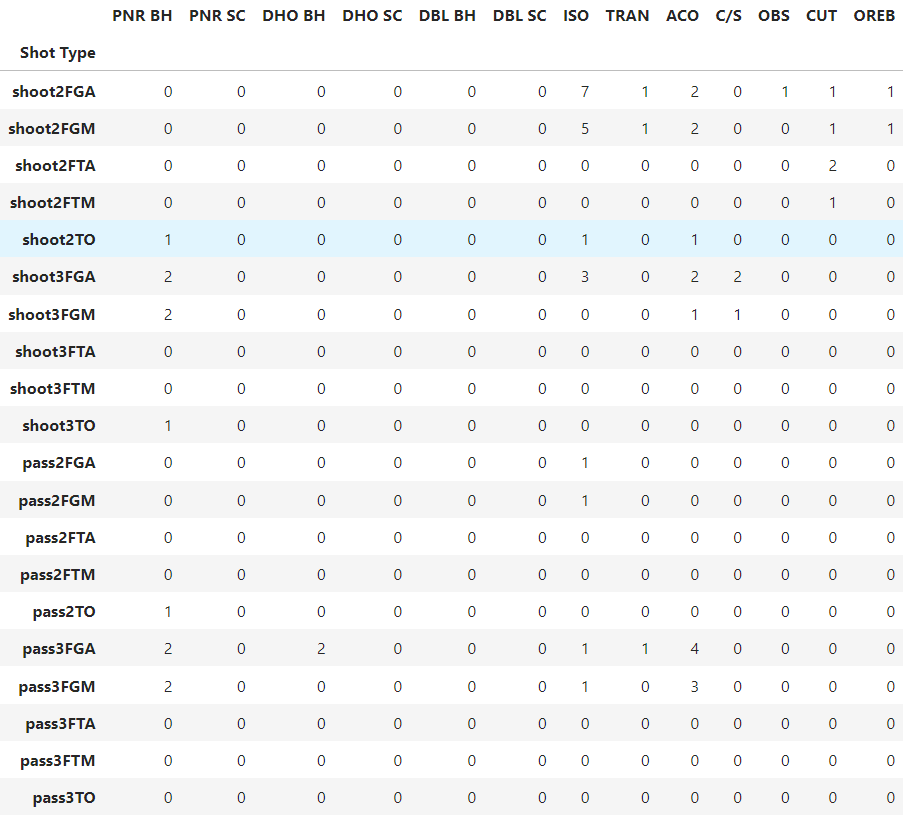 PNR BH PNR SC DHO BH DHO SC DBL BH DBL SC ISO TRAN ACO C/S OBS CUT OREB
Shot Type
shoot2FGA 0 0 0 0 0 0 7 1 2 0 1 1 1
shoot2FGM 0 0 0 0 0 0 5 1 2 0 0 1 1
shoot2FTA 0 0 0 0 0 0 0 0 0 0 0 2 0
shoot2FTM 0 0 0 0 0 0 0 0 0 0 0 1 0
shoot2TO 1 0 0 0 0 0 1 0 1 0 0 0 0
shoot3FGA 2 0 0 0 0 0 3 0 2 2 0 0 0
shoot3FGM 2 0 0 0 0 0 0 0 1 1 0 0 0
shoot3FTA 0 0 0 0 0 0 0 0 0 0 0 0 0
shoot3FTM 0 0 0 0 0 0 0 0 0 0 0 0 0
shoot3TO 1 0 0 0 0 0 0 0 0 0 0 0 0
pass2FGA 0 0 0 0 0 0 1 0 0 0 0 0 0
pass2FGM 0 0 0 0 0 0 1 0 0 0 0 0 0
pass2FTA 0 0 0 0 0 0 0 0 0 0 0 0 0
pass2FTM 0 0 0 0 0 0 0 0 0 0 0 0 0
pass2TO 1 0 0 0 0 0 0 0 0 0 0 0 0
pass3FGA 2 0 2 0 0 0 1 1 4 0 0 0 0
pass3FGM 2 0 0 0 0 0 1 0 3 0 0 0 0
pass3FTA 0 0 0 0 0 0 0 0 0 0 0 0 0
pass3FTM 0 0 0 0 0 0 0 0 0 0 0 0 0
pass3TO 0 0 0 0 0 0 0 0 0 0 0 0 0